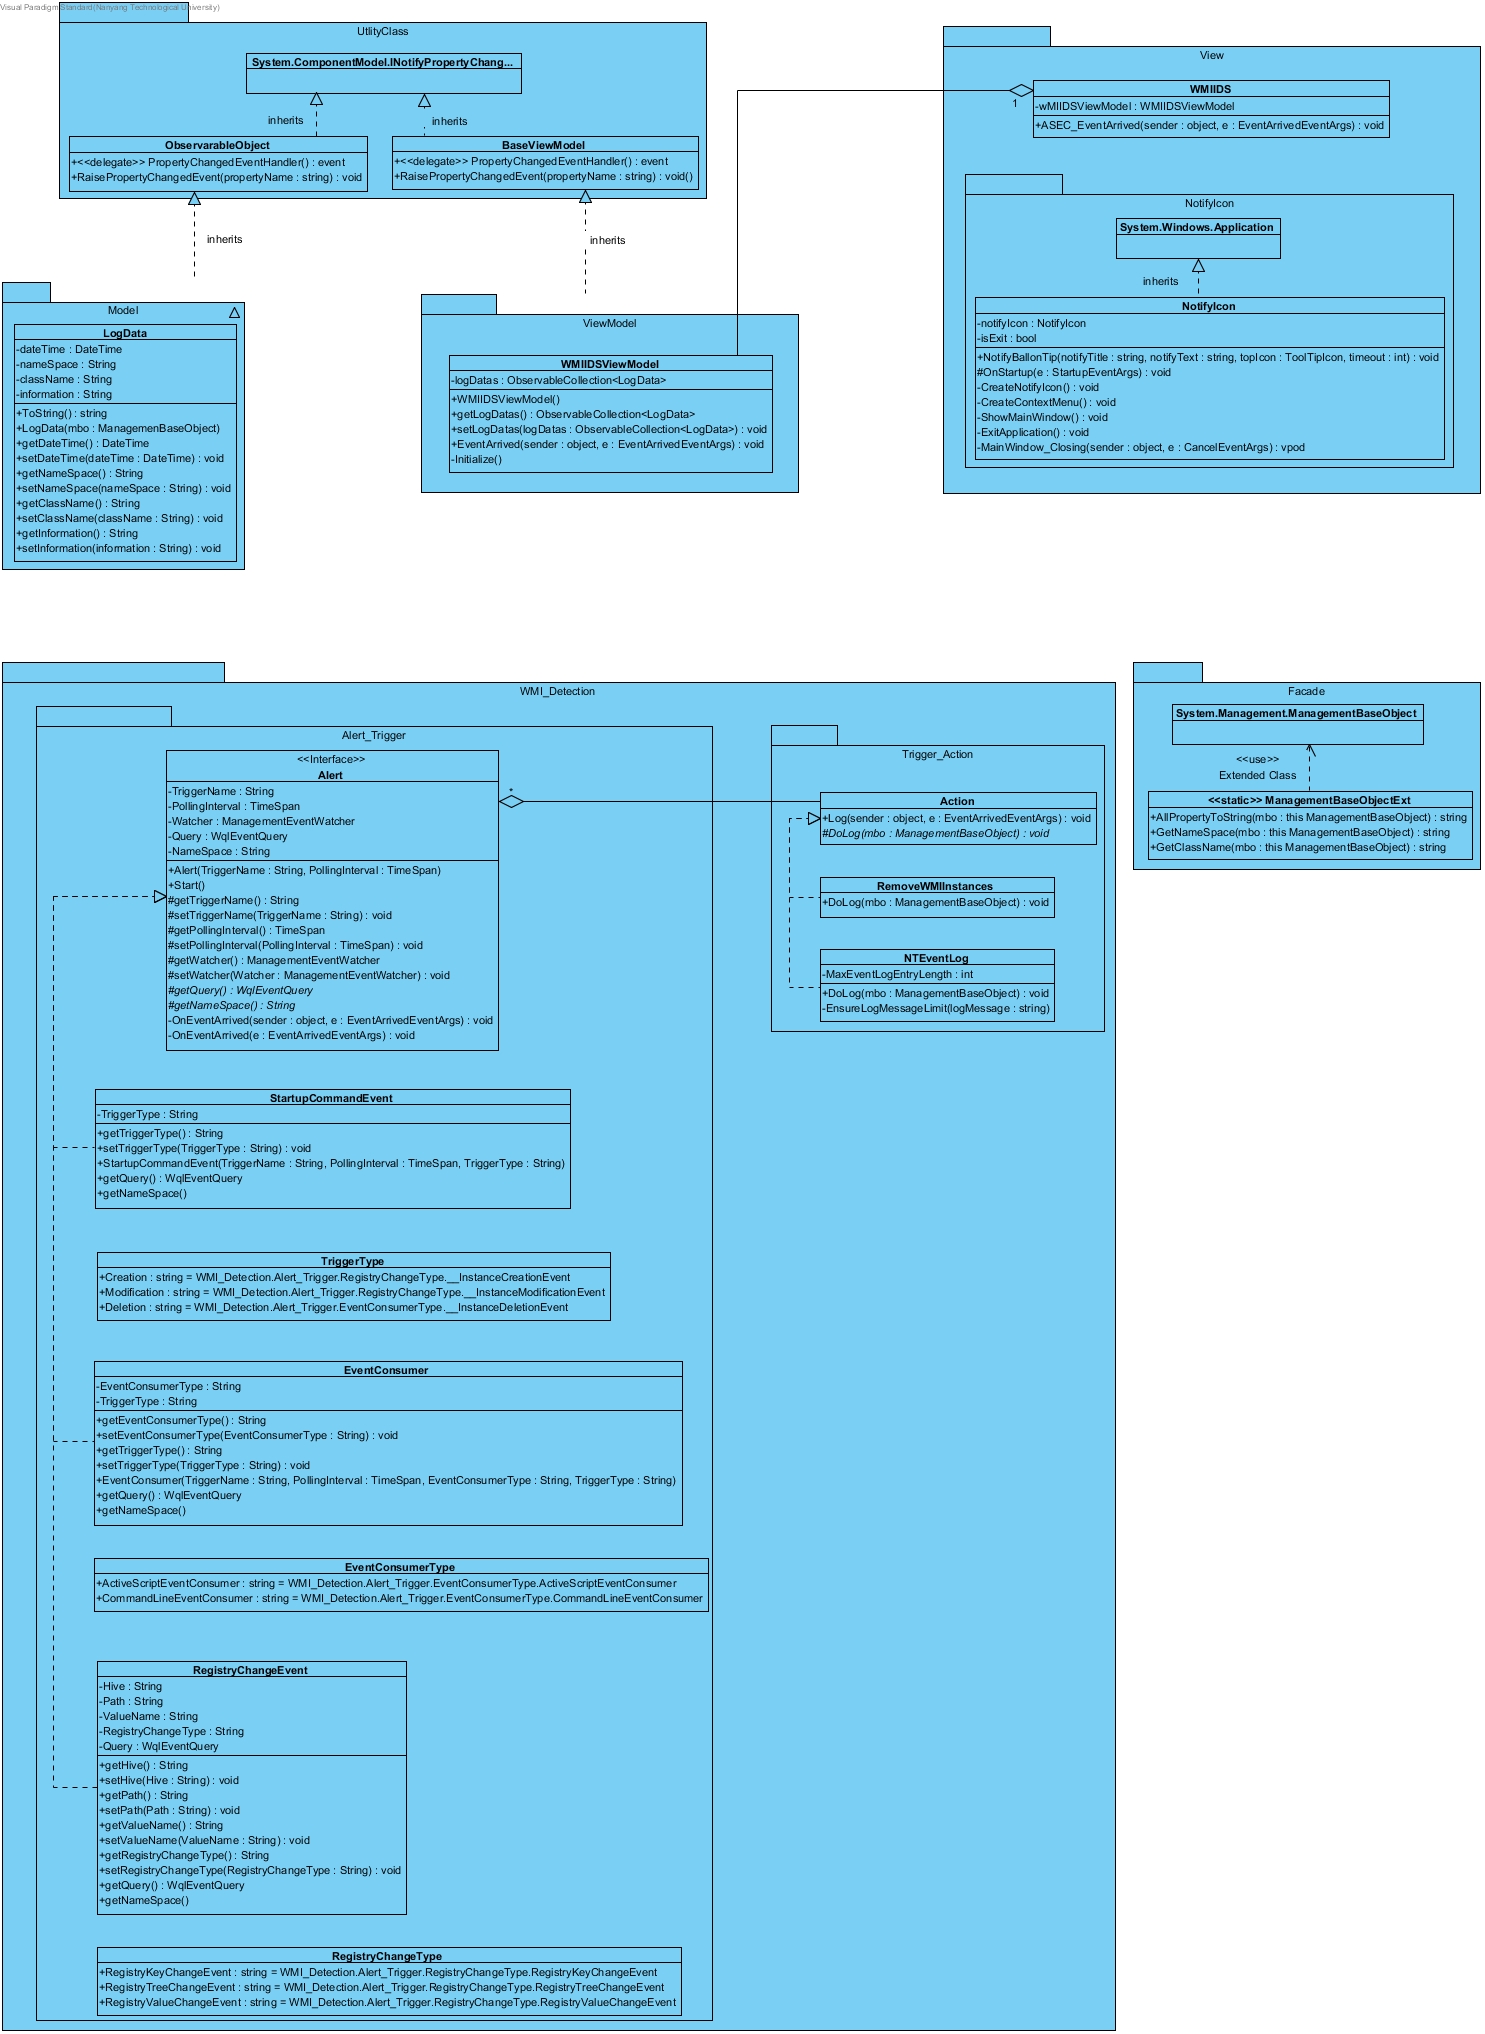 Visual Paradigm Standard(Nanyang Technological University)
UtlityClass
System.ComponentModel.INotifyPropertyChang...
inherits
inherits
ObservarableObject
+<<delegate>> PropertyChangedEventHandler() : event
+RaisePropertyChangedEvent(propertyName : string) : void
BaseViewModel
+<<delegate>> PropertyChangedEventHandler() : event
+RaisePropertyChangedEvent(propertyName : string) : void()
inherits
inherits
View
WMIIDS
-wMIIDSViewModel : WMIIDSViewModel
+ASEC_EventArrived(sender : object, e : EventArrivedEventArgs) : void
1
NotifyIcon
System.Windows.Application
inherits
NotifyIcon
-notifyIcon : NotifyIcon
-isExit : bool
+NotifyBallonTip(notifyTitle : string, notifyText : string, topIcon : ToolTipIcon, timeout : int) : void
#OnStartup(e : StartupEventArgs) : void
-CreateNotifyIcon() : void
-CreateContextMenu() : void
-ShowMainWindow() : void
-ExitApplication() : void
-MainWindow_Closing(sender : object, e : CancelEventArgs) : vpod
Model
LogData
-dateTime : DateTime
-nameSpace : String
-className : String
-information : String
+ToString() : string
+LogData(mbo : ManagemenBaseObject)
+getDateTime() : DateTime
+setDateTime(dateTime : DateTime) : void
+getNameSpace() : String
+setNameSpace(nameSpace : String) : void
+getClassName() : String
+setClassName(className : String) : void
+getInformation() : String
+setInformation(information : String) : void
ViewModel
WMIIDSViewModel
-logDatas : ObservableCollection<LogData>
+WMIIDSViewModel()
+getLogDatas() : ObservableCollection<LogData>
+setLogDatas(logDatas : ObservableCollection<LogData>) : void
+EventArrived(sender : object, e : EventArrivedEventArgs) : void
-Initialize()
WMI_Detection
Alert_Trigger
<<Interface>>
Alert
-TriggerName : String
-PollingInterval : TimeSpan
-Watcher : ManagementEventWatcher
-Query : WqlEventQuery
-NameSpace : String
+Alert(TriggerName : String, PollingInterval : TimeSpan)
+Start()
#getTriggerName() : String
#setTriggerName(TriggerName : String) : void
#getPollingInterval() : TimeSpan
#setPollingInterval(PollingInterval : TimeSpan) : void
#getWatcher() : ManagementEventWatcher
#setWatcher(Watcher : ManagementEventWatcher) : void
#getQuery() : WqlEventQuery
#getNameSpace() : String
-OnEventArrived(sender : object, e : EventArrivedEventArgs) : void
-OnEventArrived(e : EventArrivedEventArgs) : void
*
StartupCommandEvent
-TriggerType : String
+getTriggerType() : String
+setTriggerType(TriggerType : String) : void
+StartupCommandEvent(TriggerName : String, PollingInterval : TimeSpan, TriggerType : String)
+getQuery() : WqlEventQuery
+getNameSpace()
TriggerType
+Creation : string = WMI_Detection.Alert_Trigger.RegistryChangeType.__InstanceCreationEvent
+Modification : string = WMI_Detection.Alert_Trigger.RegistryChangeType.__InstanceModificationEvent
+Deletion : string = WMI_Detection.Alert_Trigger.EventConsumerType.__InstanceDeletionEvent
EventConsumer
-EventConsumerType : String
-TriggerType : String
+getEventConsumerType() : String
+setEventConsumerType(EventConsumerType : String) : void
+getTriggerType() : String
+setTriggerType(TriggerType : String) : void
+EventConsumer(TriggerName : String, PollingInterval : TimeSpan, EventConsumerType : String, TriggerType : String)
+getQuery() : WqlEventQuery
+getNameSpace()
EventConsumerType
+ActiveScriptEventConsumer : string = WMI_Detection.Alert_Trigger.EventConsumerType.ActiveScriptEventConsumer
+CommandLineEventConsumer : string = WMI_Detection.Alert_Trigger.EventConsumerType.CommandLineEventConsumer
RegistryChangeEvent
-Hive : String
-Path : String
-ValueName : String
-RegistryChangeType : String
-Query : WqlEventQuery
+getHive() : String
+setHive(Hive : String) : void
+getPath() : String
+setPath(Path : String) : void
+getValueName() : String
+setValueName(ValueName : String) : void
+getRegistryChangeType() : String
+setRegistryChangeType(RegistryChangeType : String) : void
+getQuery() : WqlEventQuery
+getNameSpace()
RegistryChangeType
+RegistryKeyChangeEvent : string = WMI_Detection.Alert_Trigger.RegistryChangeType.RegistryKeyChangeEvent
+RegistryTreeChangeEvent : string = WMI_Detection.Alert_Trigger.RegistryChangeType.RegistryTreeChangeEvent
+RegistryValueChangeEvent : string = WMI_Detection.Alert_Trigger.RegistryChangeType.RegistryValueChangeEvent
Trigger_Action
Action
+Log(sender : object, e : EventArrivedEventArgs) : void
#DoLog(mbo : ManagementBaseObject) : void
RemoveWMIInstances
+DoLog(mbo : ManagementBaseObject) : void
NTEventLog
-MaxEventLogEntryLength : int
+DoLog(mbo : ManagementBaseObject) : void
-EnsureLogMessageLimit(logMessage : string)
Facade
System.Management.ManagementBaseObject
<<use>>
Extended Class
<<static>> ManagementBaseObjectExt
+AllPropertyToString(mbo : this ManagementBaseObject) : string
+GetNameSpace(mbo : this ManagementBaseObject) : string
+GetClassName(mbo : this ManagementBaseObject) : string